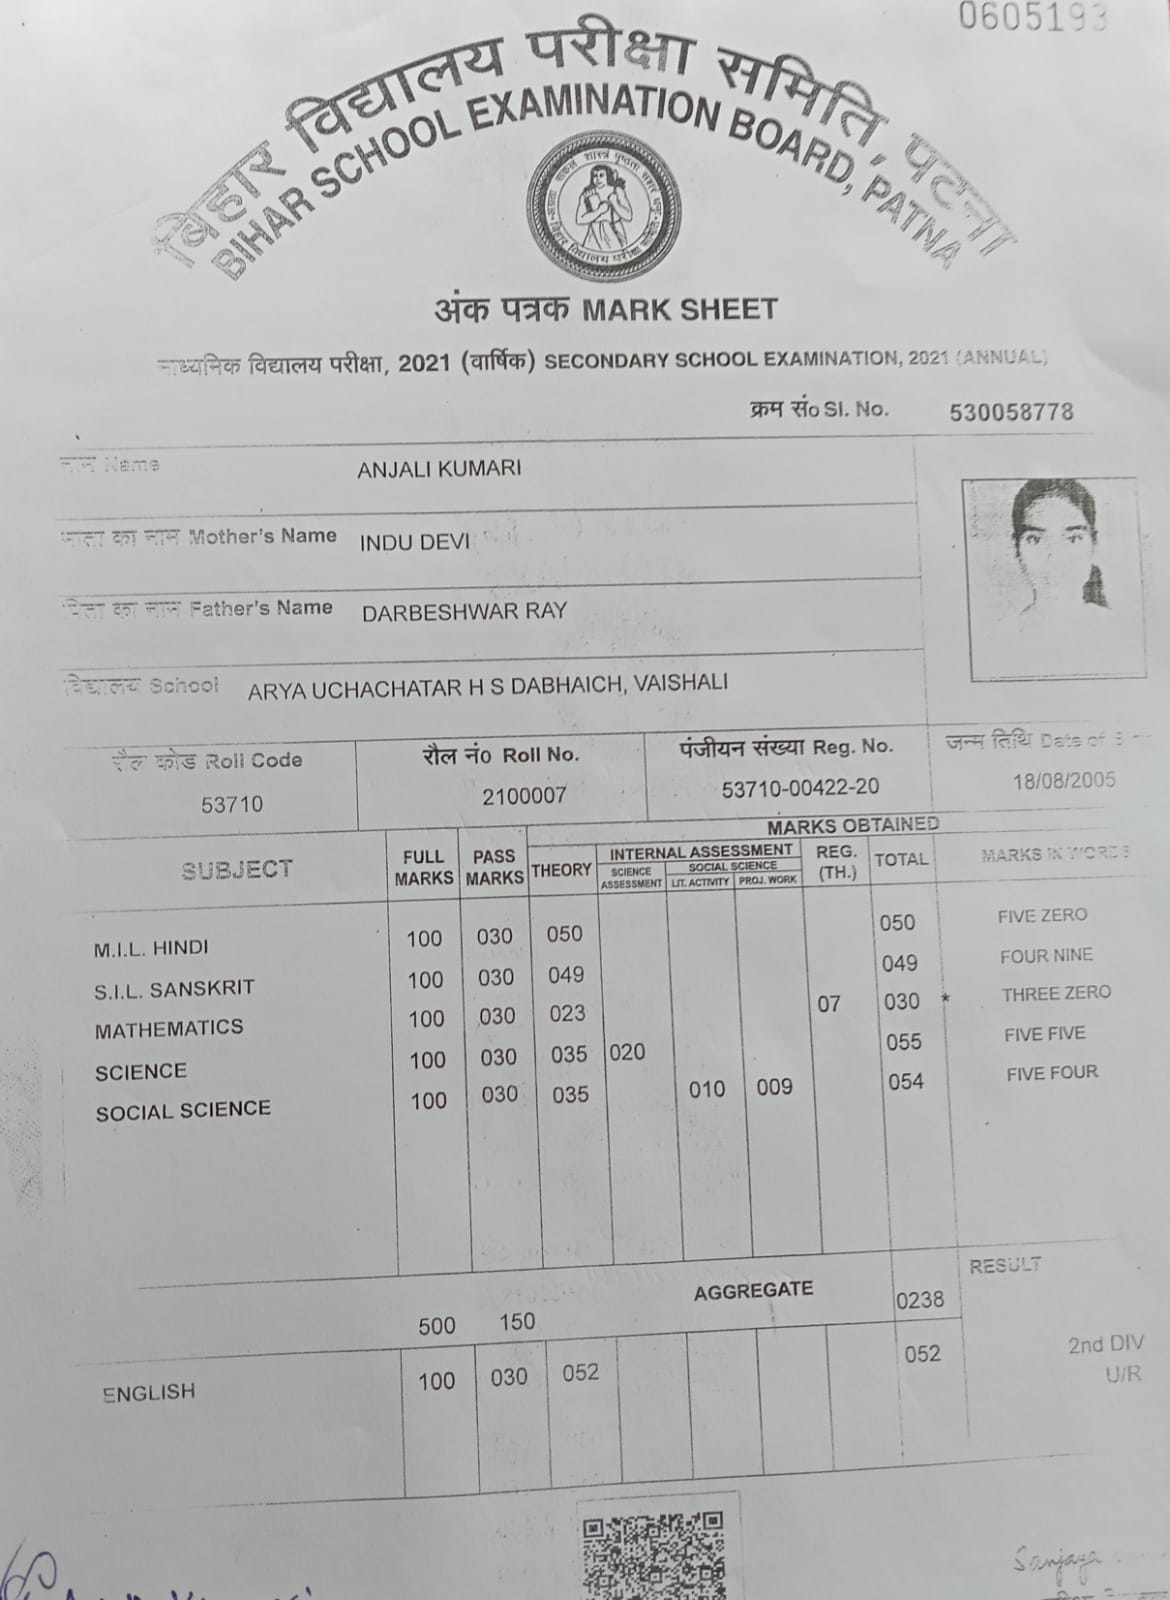 0605193
बिहार विद्यालय परीक्षा समिति, पटना
BIHAR SCHOOL EXAMINATION BOARD, PATNA
अंक पत्रक MARK SHEET
माध्यमिक विद्यालय परीक्षा, 2021 (वार्षिक) SECONDARY SCHOOL EXAMINATION, 2021 (ANNUAL)
क्रम संo Sl. No. 530058778
नाम Name ANJALI KUMARI
माता का नाम Mother's Name INDU DEVI
पिता का नाम Father's Name DARBESHWAR RAY
विद्यालय School ARYA UCHACHATAR H S DABHAICH, VAISHALI
रौल कोड Roll Code रौल नंo Roll No. पंजीयन संख्या Reg. No. जन्म तिथि Date of
53710 2100007 53710-00422-20 18/08/2005
MARKS OBTAINED
SUBJECT FULL MARKS PASS MARKS THEORY INTERNAL ASSESSMENT REG. (TH.) TOTAL MARKS IN WORDS
SCIENCE ASSESSMENT SOCIAL SCIENCE
LIT. ACTIVITY PROJ. WORK
M.I.L. HINDI 100 030 050 050 FIVE ZERO
S.I.L. SANSKRIT 100 030 049 049 FOUR NINE
MATHEMATICS 100 030 023 07 030 * THREE ZERO
SCIENCE 100 030 035 020 055 FIVE FIVE
SOCIAL SCIENCE 100 030 035 010 009 054 FIVE FOUR
RESULT
500 150 AGGREGATE 0238
ENGLISH 100 030 052 052 2nd DIV
U/R
Sanjaya